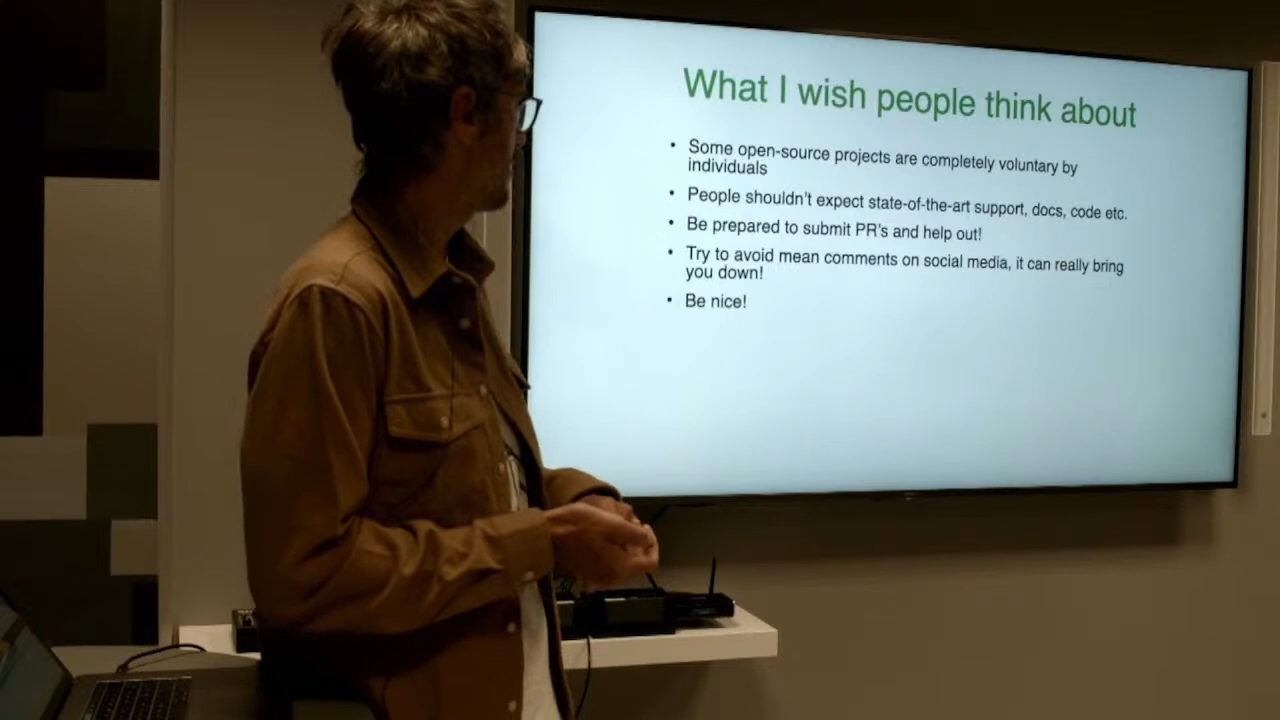 What I wish people think about
• Some open-source projects are completely voluntary by
individuals
• People shouldn't expect state-of-the-art support, docs, code etc.
• Be prepared to submit PR's and help out!
• Try to avoid mean comments on social media, it can really bring
you down!
• Be nice!